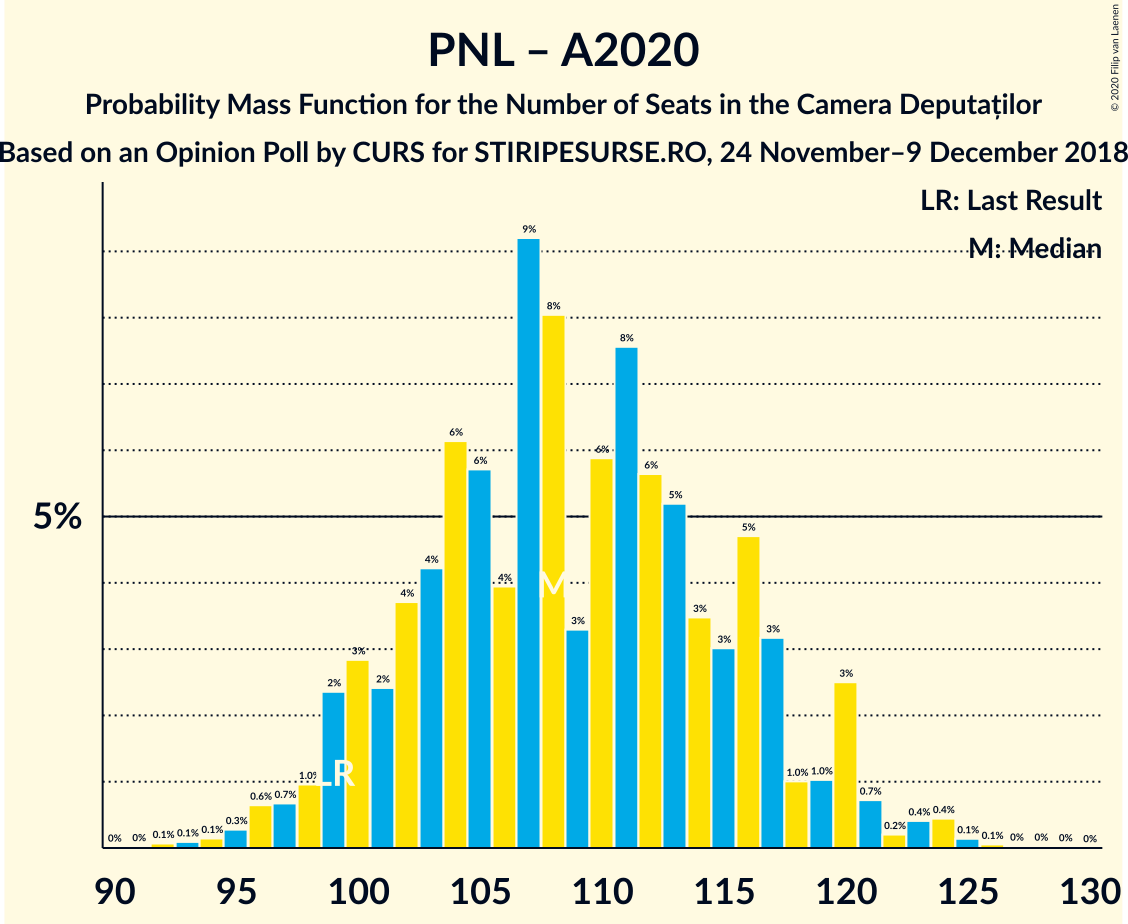 PNL – A2020
Probability Mass Function for the Number of Seats in the Camera Deputaților
Based on an Opinion Poll by CURS for STIRIPESURSE.RO, 24 November–9 December 2018
© 2020 Filip van Laenen
LR: Last Result
M: Median
5%
0% 0% 0.1% 0.1% 0.1% 0.3% 0.6% 0.7% 1.0% 2% 3% 2% 4% 4% 6% 6% 4% 9% 8% 3% 6% 8% 6% 5% 3% 3% 5% 3% 1.0% 1.0% 3% 0.7% 0.2% 0.4% 0.4% 0.1% 0.1% 0% 0% 0% 0%
LR
M
90 95 100 105 110 115 120 125 130